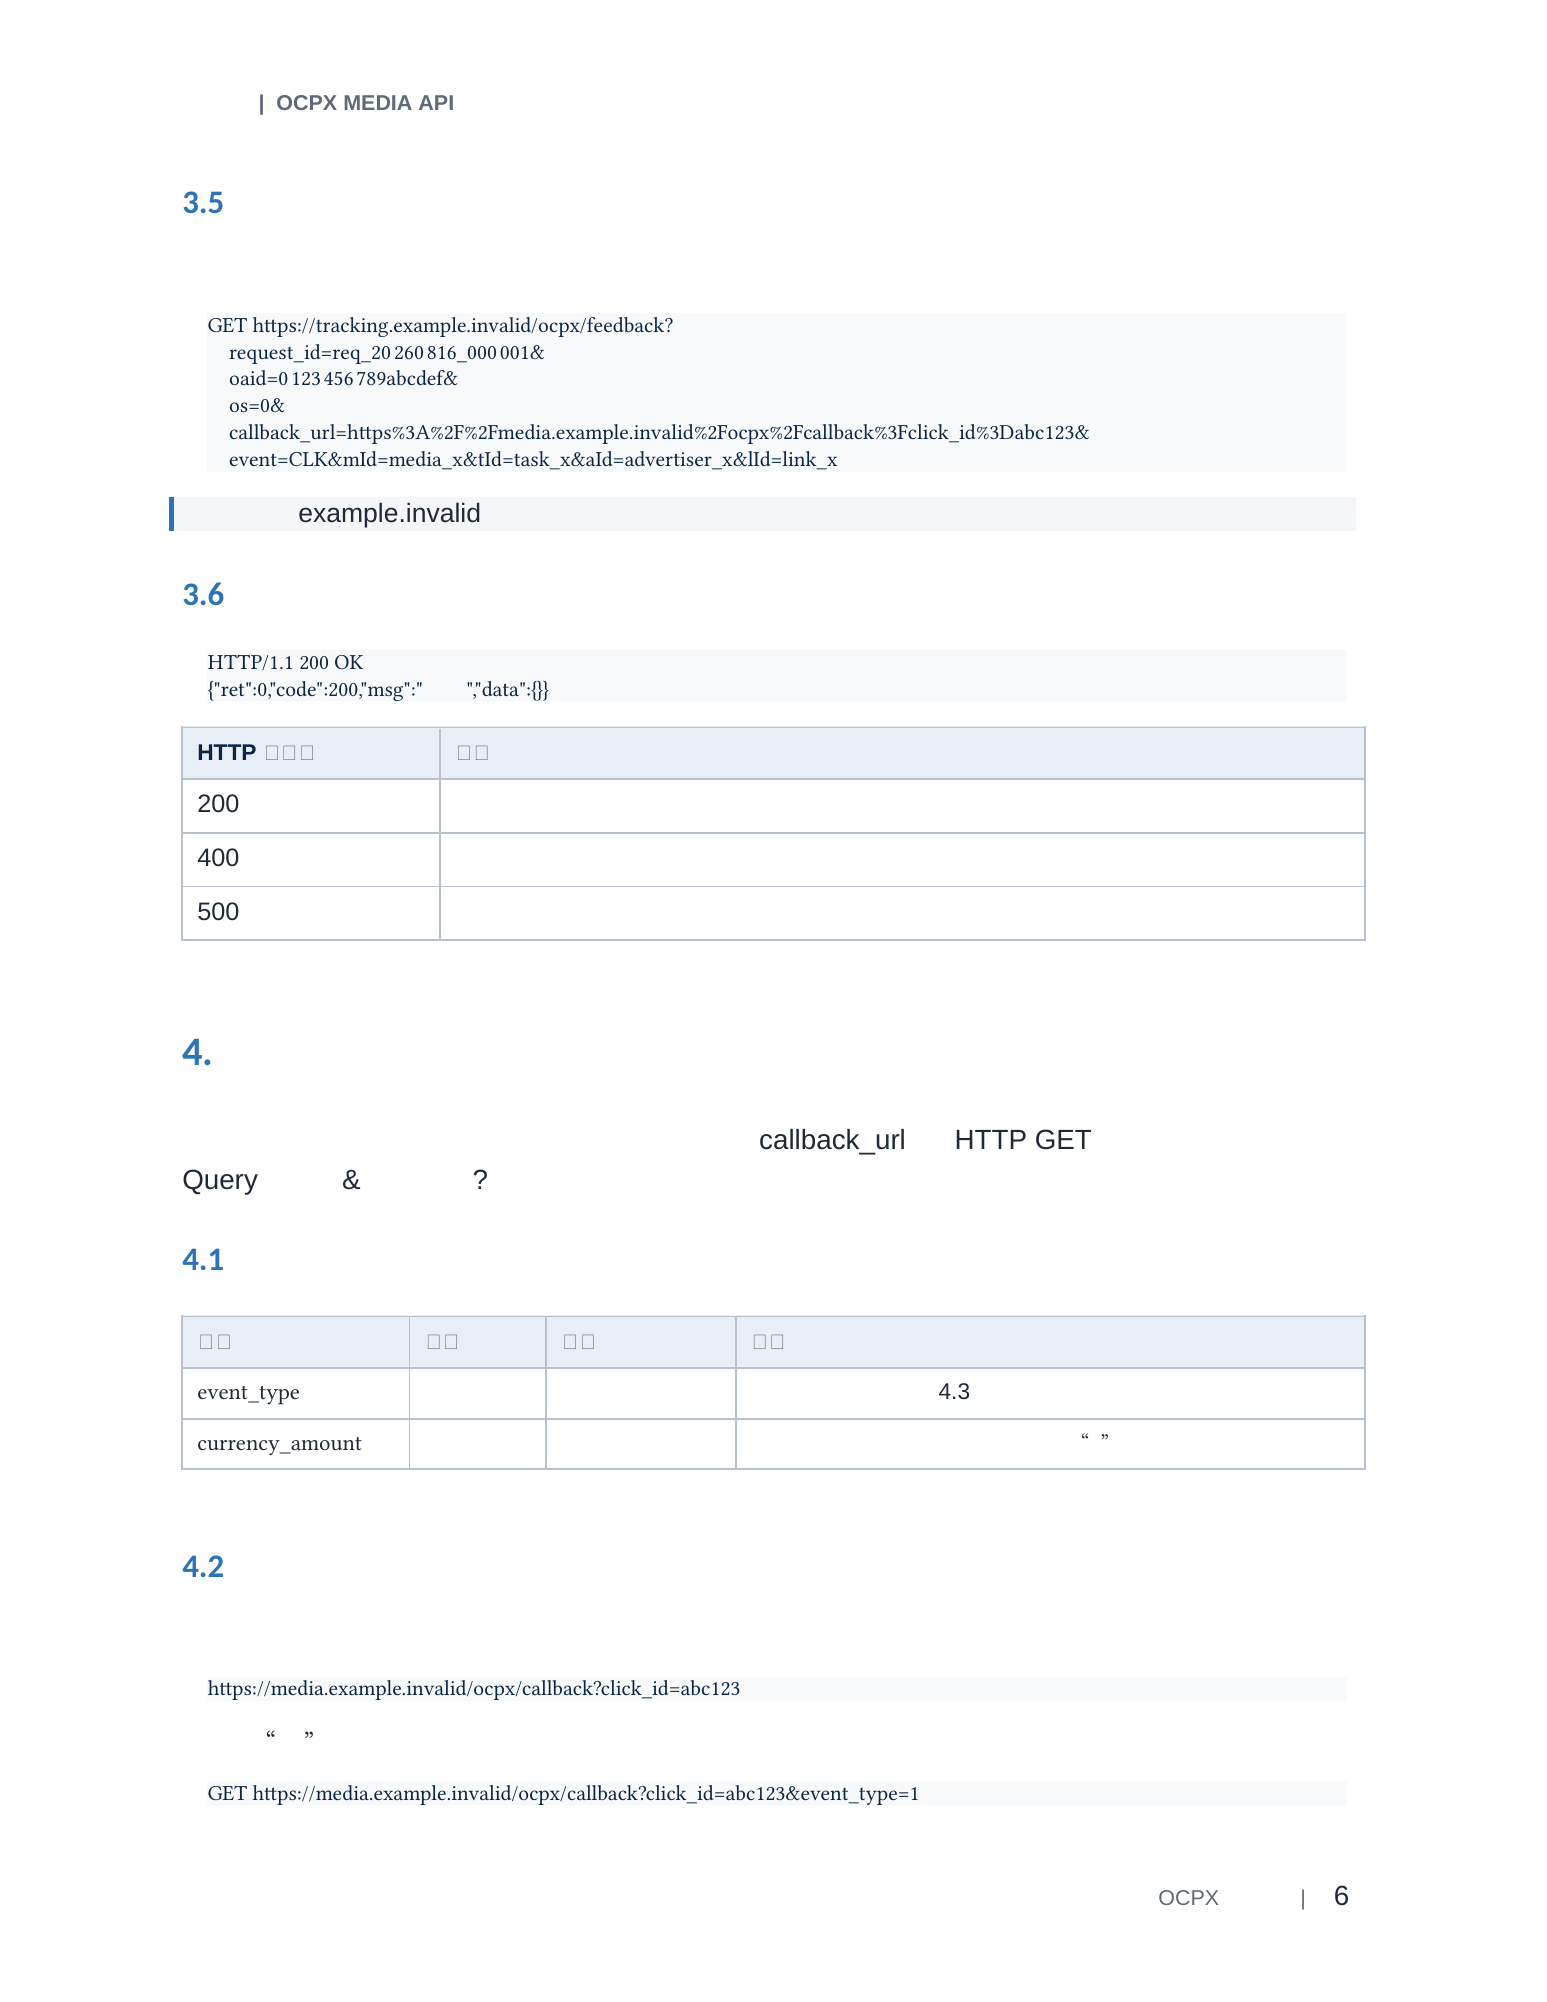 | OCPX MEDIA API
3.5
GET https://tracking.example.invalid/ocpx/feedback?
request_id=req_20260816_000001&
oaid=0123456789abcdef&
os=0&
callback_url=https%3A%2F%2Fmedia.example.invalid%2Focpx%2Fcallback%3Fclick_id%3Dabc123&
event=CLK&mId=media_x&tId=task_x&aId=advertiser_x&lId=link_x
example.invalid
3.6
HTTP/1.1 200 OK
{"ret":0,"code":200,"msg":" ","data":{}}
HTTP
200
400
500
4.
callback_url HTTP GET
Query & ?
4.1
event_type 4.3
currency_amount “ ”
4.2
https://media.example.invalid/ocpx/callback?click_id=abc123
“ ”
GET https://media.example.invalid/ocpx/callback?click_id=abc123&event_type=1
OCPX | 6